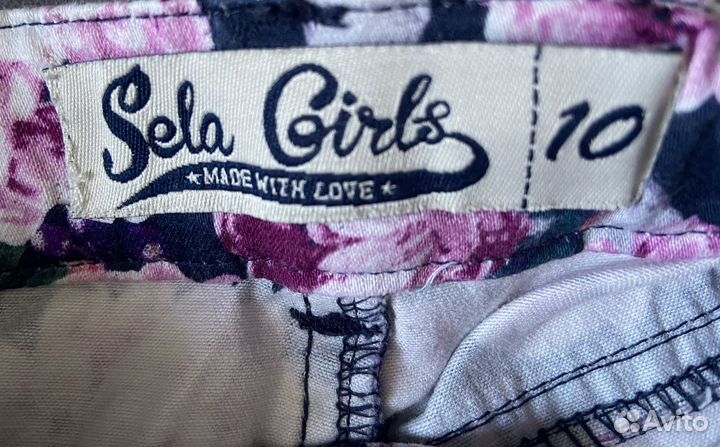 Sela Girls 10
★ MADE WITH LOVE ★
Avito